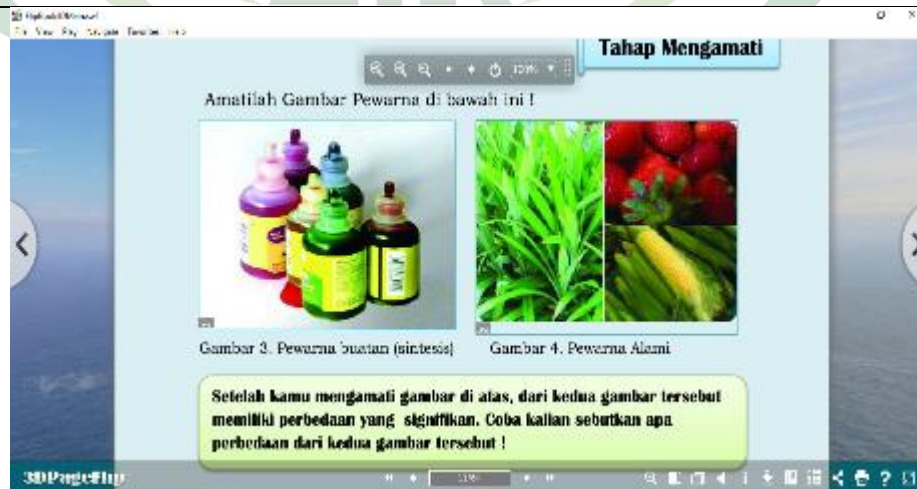 Tahap Mengamati
Amatilah Gambar Pewarna di bawah ini !
Gambar 3. Pewarna buatan (sintesis)
Gambar 4. Pewarna Alami
Setelah kamu mengamati gambar di atas, dari kedua gambar tersebut
memiliki perbedaan yang signifikan. Coba kalian sebutkan apa
perbedaan dari kedua gambar tersebut !
3DPageFlip